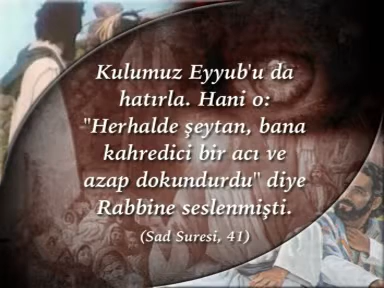 Kulumuz Eyyub'u da
hatırla. Hani o:
"Herhalde şeytan, bana
kahredici bir acı ve
azap dokundurdu" diye
Rabbine seslenmişti.
(Sad Suresi, 41)